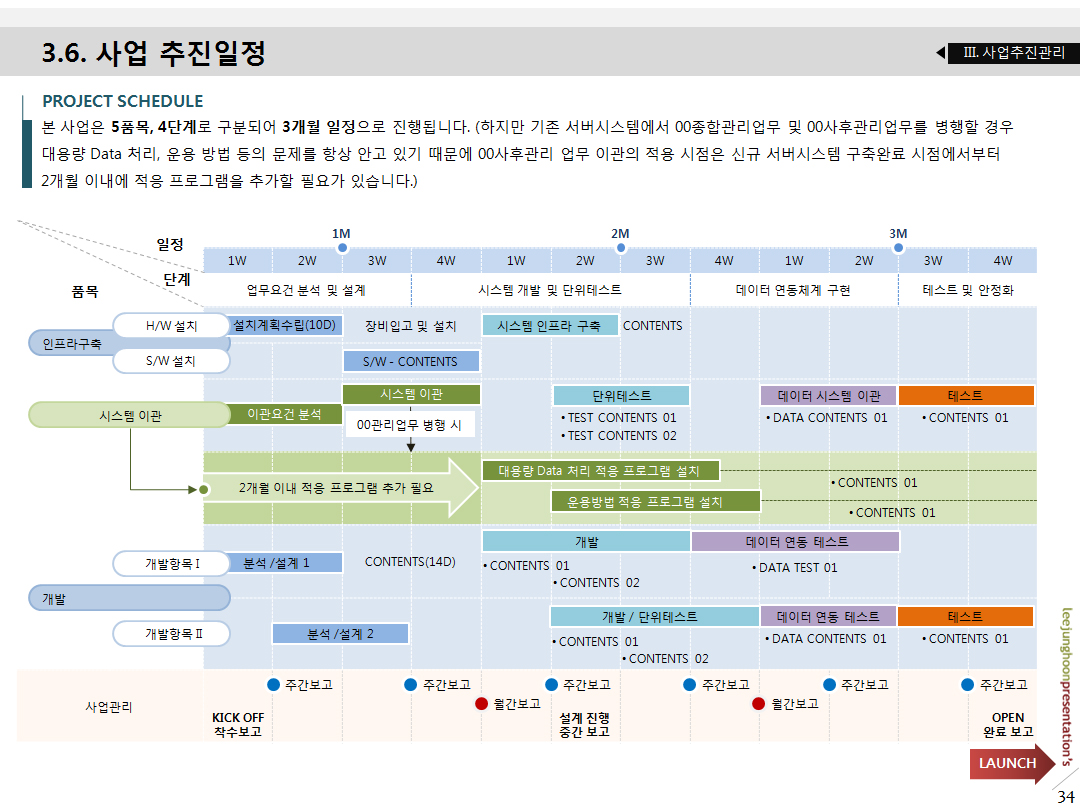 3.6. 사업 추진일정
III. 사업추진관리
PROJECT SCHEDULE
본 사업은 5품목, 4단계로 구분되어 3개월 일정으로 진행됩니다. (하지만 기존 서버시스템에서 00종합관리업무 및 00사후관리업무를 병행할 경우
대용량 Data 처리, 운용 방법 등의 문제를 항상 안고 있기 때문에 00사후관리 업무 이관의 적용 시점은 신규 서버시스템 구축완료 시점에서부터
2개월 이내에 적응 프로그램을 추가할 필요가 있습니다.)
일정
단계
품목
1M 2M 3M
1W 2W 3W 4W 1W 2W 3W 4W 1W 2W 3W 4W
업무요건 분석 및 설계 시스템 개발 및 단위테스트 데이터 연동체계 구현 테스트 및 안정화
인프라구축
H/W 설치 설치계획수립(10D) 장비입고 및 설치 시스템 인프라 구축 CONTENTS
S/W 설치 S/W - CONTENTS
시스템 이관
이관요건 분석
시스템 이관
00관리업무 병행 시
단위테스트
• TEST CONTENTS 01
• TEST CONTENTS 02
데이터 시스템 이관
• DATA CONTENTS 01
테스트
• CONTENTS 01
2개월 이내 적응 프로그램 추가 필요
대용량 Data 처리 적응 프로그램 설치
• CONTENTS 01
운용방법 적응 프로그램 설치
• CONTENTS 01
개발
개발항목 I
분석 /설계 1
CONTENTS(14D)
개발
• CONTENTS 01
• CONTENTS 02
데이터 연동 테스트
• DATA TEST 01
개발항목 II
분석 /설계 2
개발 / 단위테스트
• CONTENTS 01
• CONTENTS 02
데이터 연동 테스트
• DATA CONTENTS 01
테스트
• CONTENTS 01
사업관리
주간보고 주간보고 주간보고 주간보고 주간보고 주간보고
월간보고 월간보고
KICK OFF
착수보고
설계 진행
중간 보고
OPEN
완료 보고
LAUNCH
leejunghoonpresentation's
34